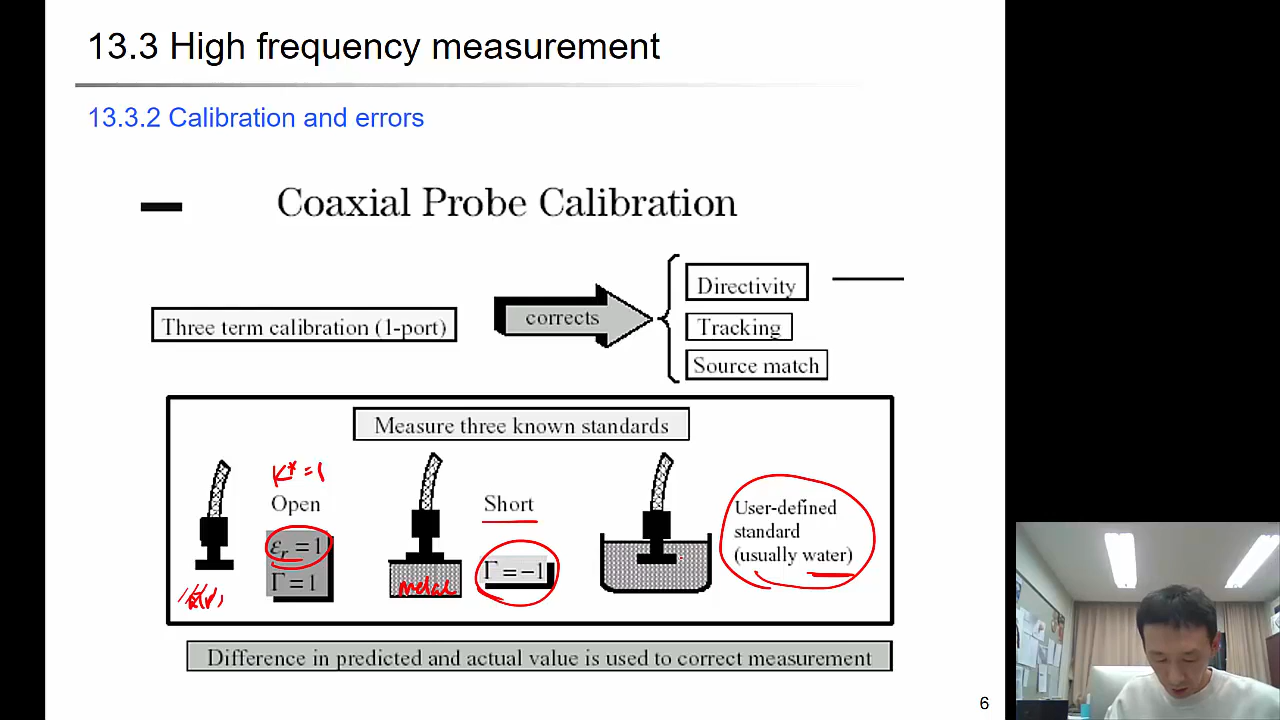 13.3 High frequency measurement
13.3.2 Calibration and errors
Coaxial Probe Calibration
Three term calibration (1-port)
corrects
Directivity
Tracking
Source match
Measure three known standards
K* = 1
Open
εr = 1
Γ = 1
Short
Γ = −1
metal
User-defined
standard
(usually water)
Difference in predicted and actual value is used to correct measurement
6